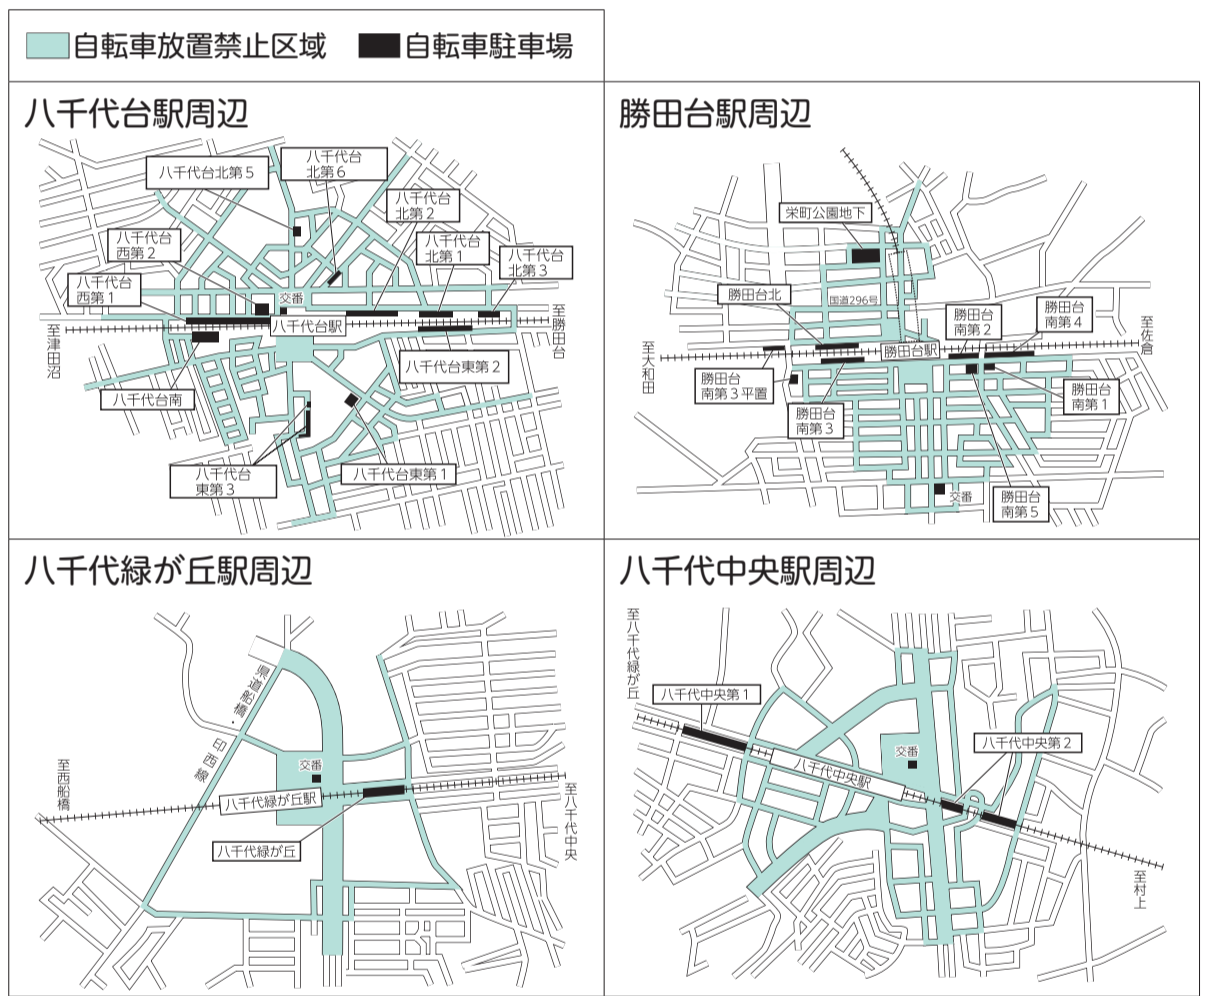 自転車放置禁止区域
自転車駐車場
八千代台駅周辺
八千代台北第5
八千代台
北第6
八千代台
北第2
八千代台
西第2
八千代台
北第1
八千代台
北第3
八千代台
西第1
交番
八千代台駅
至津田沼
至勝田台
八千代台東第2
八千代台南
八千代台
東第3
八千代台東第1
勝田台駅周辺
栄町公園地下
勝田台北
国道296号
勝田台
南第2
勝田台
南第4
勝田台駅
至大和田
至佐倉
勝田台
南第3平置
勝田台
南第3
勝田台
南第1
勝田台
南第5
交番
八千代緑が丘駅周辺
県道船橋・印西線
交番
至西船橋
八千代緑が丘駅
至八千代中央
八千代緑が丘
八千代中央駅周辺
至八千代緑が丘
八千代中央第1
八千代中央第2
交番
八千代中央駅
至村上